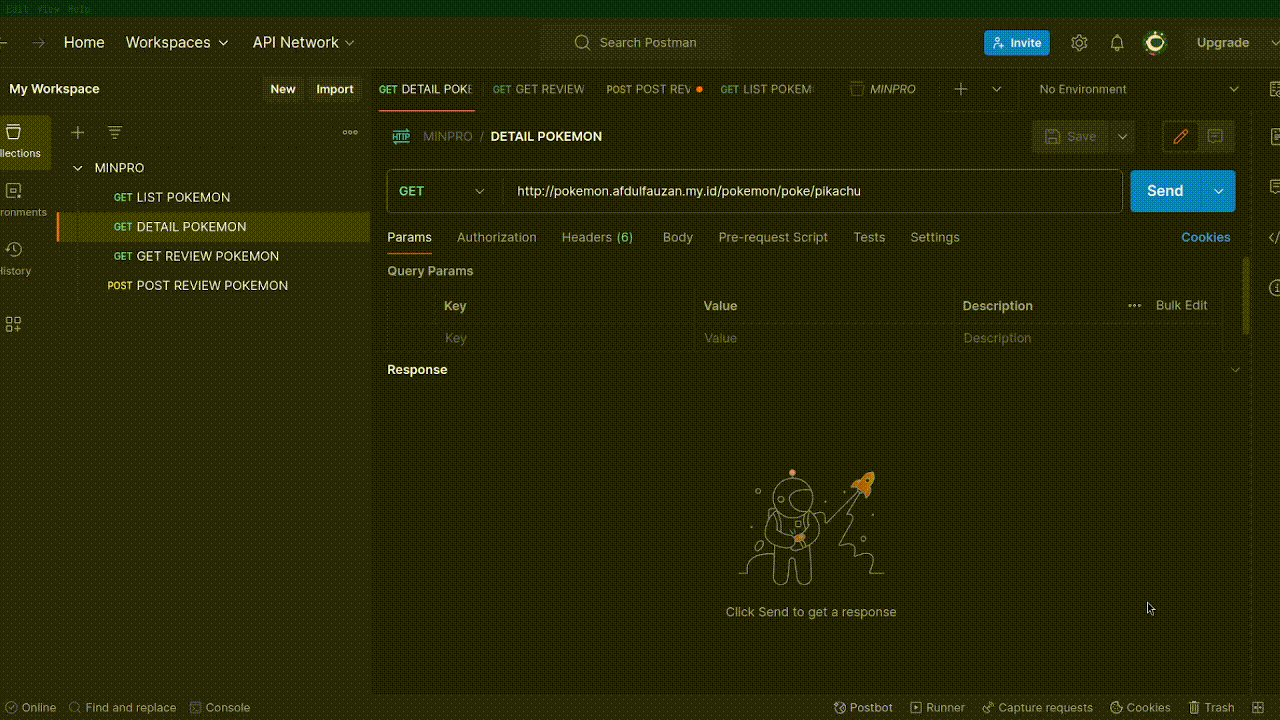 Edit View Help
Home Workspaces API Network Search Postman Invite Upgrade
My Workspace New Import
GET DETAIL POKE GET GET REVIEW POST POST REV GET LIST POKEM MINPRO No Environment
MINPRO / DETAIL POKEMON Save
llections
MINPRO
GET LIST POKEMON
GET DETAIL POKEMON
GET GET REVIEW POKEMON
POST POST REVIEW POKEMON
ronments
History
HTTP
GET http://pokemon.afdulfauzan.my.id/pokemon/poke/pikachu Send
Params Authorization Headers (6) Body Pre-request Script Tests Settings Cookies
Query Params
Key Value Description Bulk Edit
Key Value Description
Response
Click Send to get a response
Online Find and replace Console Postbot Runner Capture requests Cookies Trash